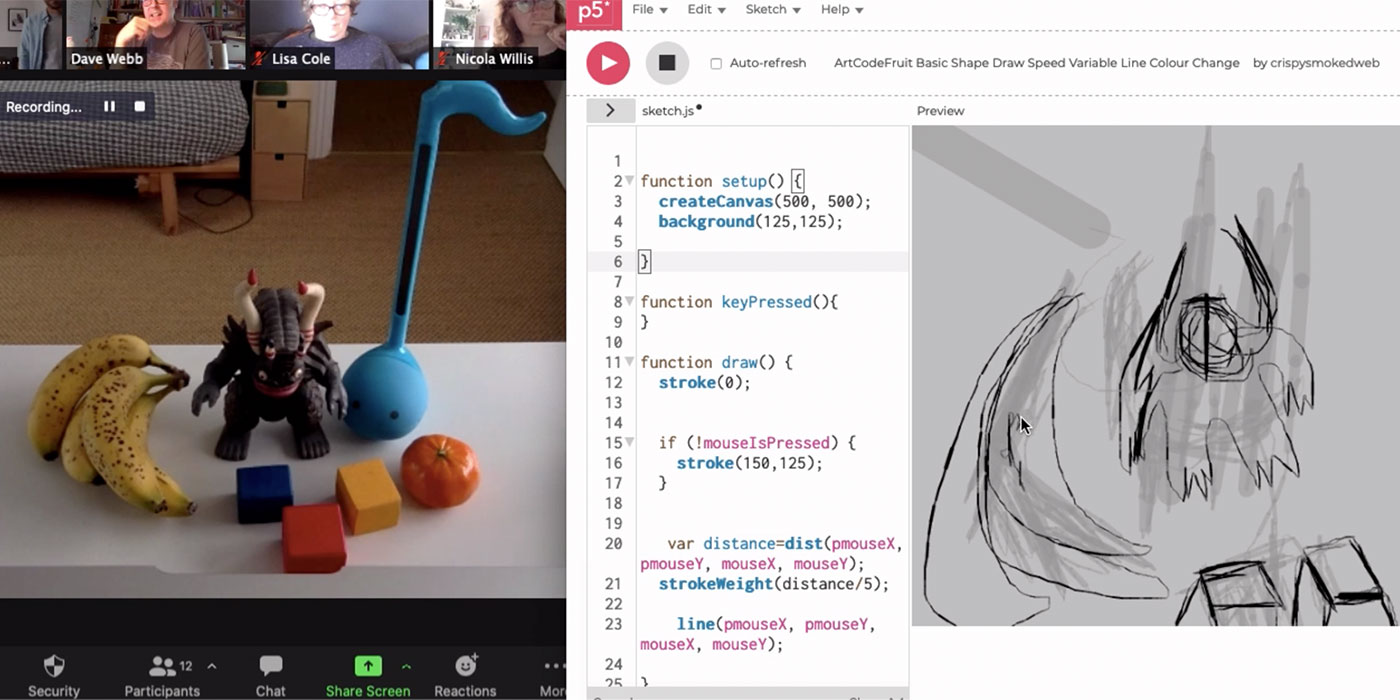 ...
Dave Webb
Lisa Cole
Nicola Willis
Recording...
Security
Participants
12
Chat
Share Screen
Reactions
p5*
File
Edit
Sketch
Help
Auto-refresh
ArtCodeFruit Basic Shape Draw Speed Variable Line Colour Change by crispysmokedweb
sketch.js
Preview
1
2 function setup() {
3 createCanvas(500, 500);
4 background(125,125);
5
6 }
7
8 function keyPressed(){
9 }
10
11 function draw() {
12 stroke(0);
13
14
15 if (!mouseIsPressed) {
16 stroke(150,125);
17 }
18
19
20 var distance=dist(pmouseX,
pmouseY, mouseX, mouseY);
21 strokeWeight(distance/5);
22
23 line(pmouseX, pmouseY,
mouseX, mouseY);
24
25 }